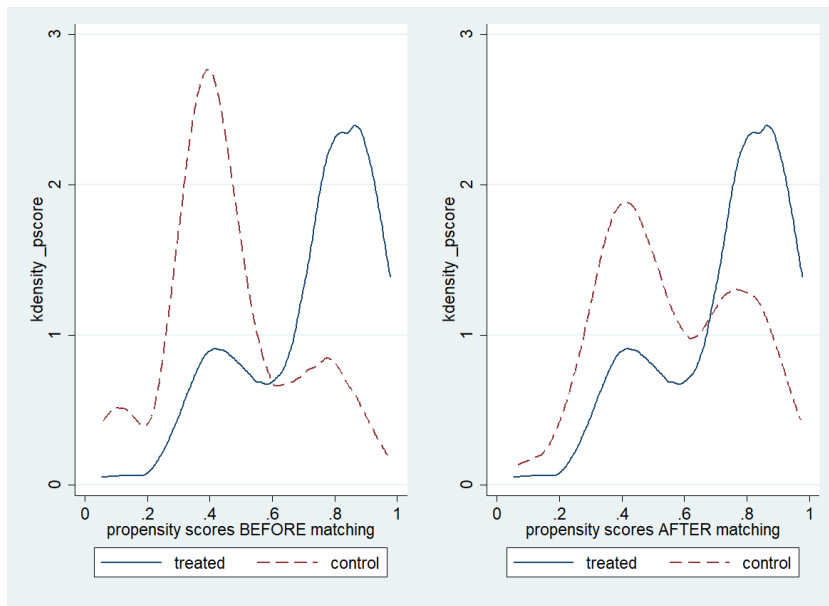 kdensity _pscore
3
2
1
0
0 .2 .4 .6 .8 1
propensity scores BEFORE matching
treated control
kdensity _pscore
3
2
1
0
0 .2 .4 .6 .8 1
propensity scores AFTER matching
treated control